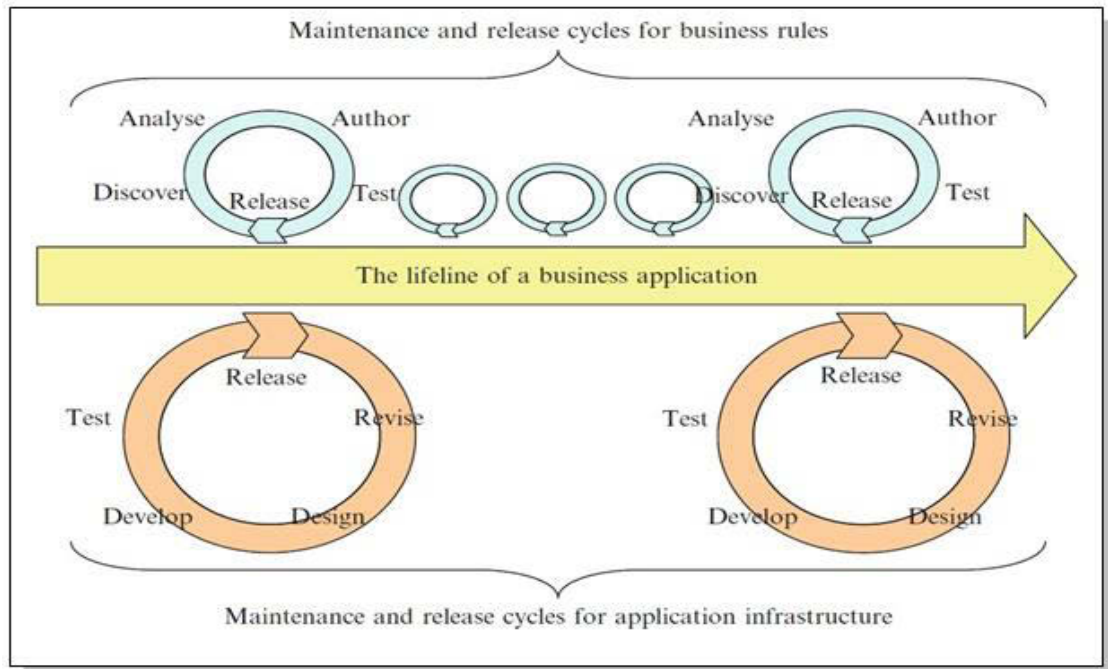 Maintenance and release cycles for business rules
Analyse
Author
Analyse
Author
Discover
Release
Test
Discover
Release
Test
The lifeline of a business application
Release
Release
Test
Revise
Test
Revise
Develop
Design
Develop
Design
Maintenance and release cycles for application infrastructure